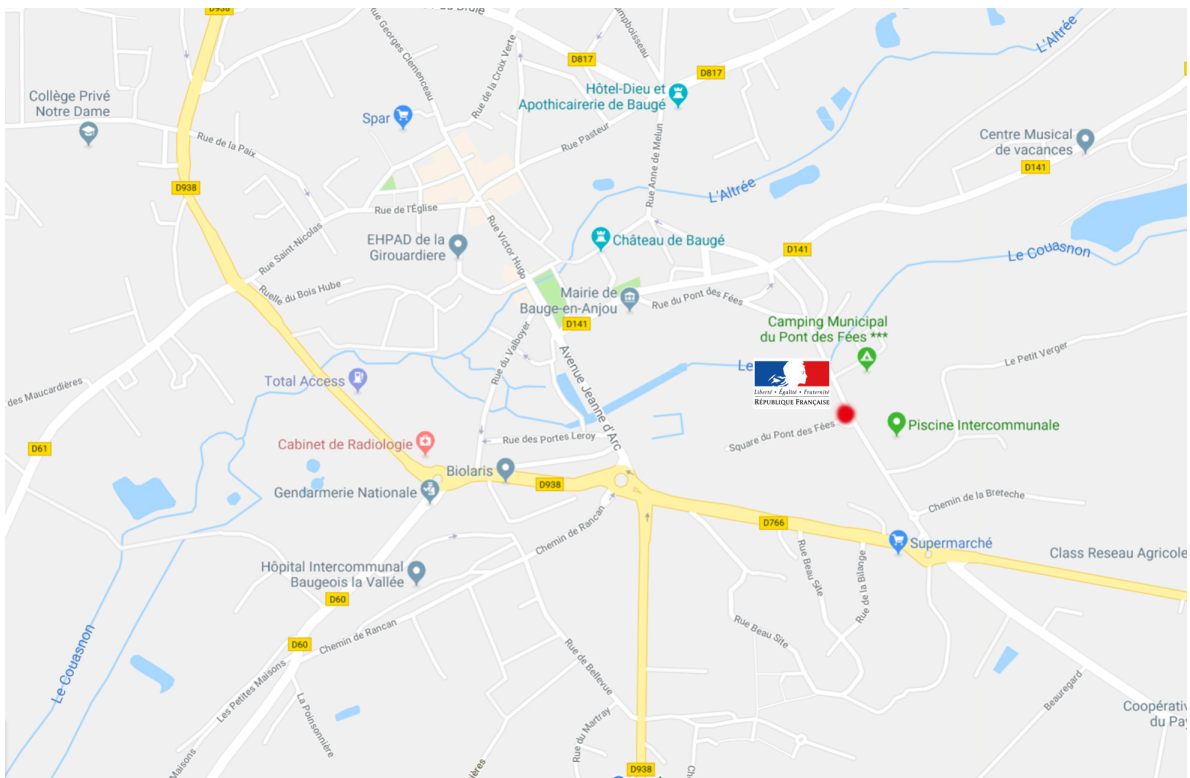 D938
D817
D817
Rue Georges Clemenceau
Rue de la Croix Verte
L'Altrée
Collège Privé
Notre Dame
Hôtel-Dieu et
Apothicairerie de Baugé
Spar
Rue de la Paix
Rue Pasteur
Rue Anne de Melun
Centre Musical
de vacances
D141
D938
L'Altrée
Rue de l'Église
Rue Saint-Nicolas
Rue Victor Hugo
EHPAD de la
Girouardiere
Château de Baugé
D141
Le Couasnon
Ruelle du Bois Hube
Mairie de
Bauge-en-Anjou
Rue du Pont des Fées
D141
Camping Municipal
du Pont des Fées ***
Rue du Valboyer
Avenue Jeanne d'Arc
Le
Le Petit Verger
Total Access
des Maucardières
Liberté • Égalité • Fraternité
RÉPUBLIQUE FRANÇAISE
Piscine Intercommunale
Square du Pont des Fées
Rue des Portes Leroy
Cabinet de Radiologie
D61
Biolaris
D938
Gendarmerie Nationale
Chemin de la Breteche
D766
Chemin de Rancan
Supermarché
Class Reseau Agricole
Rue Beau Site
Rue de la Bilange
Hôpital Intercommunal
Baugeois la Vallée
D60
D60
Chemin de Rancan
Rue Beau Site
Le Couasnon
Les Petites Maisons
La Poinsonnière
Rue de Bellevue
Beauregard
Rue du Martray
Coopérativ
du Pay
Maisons
D938